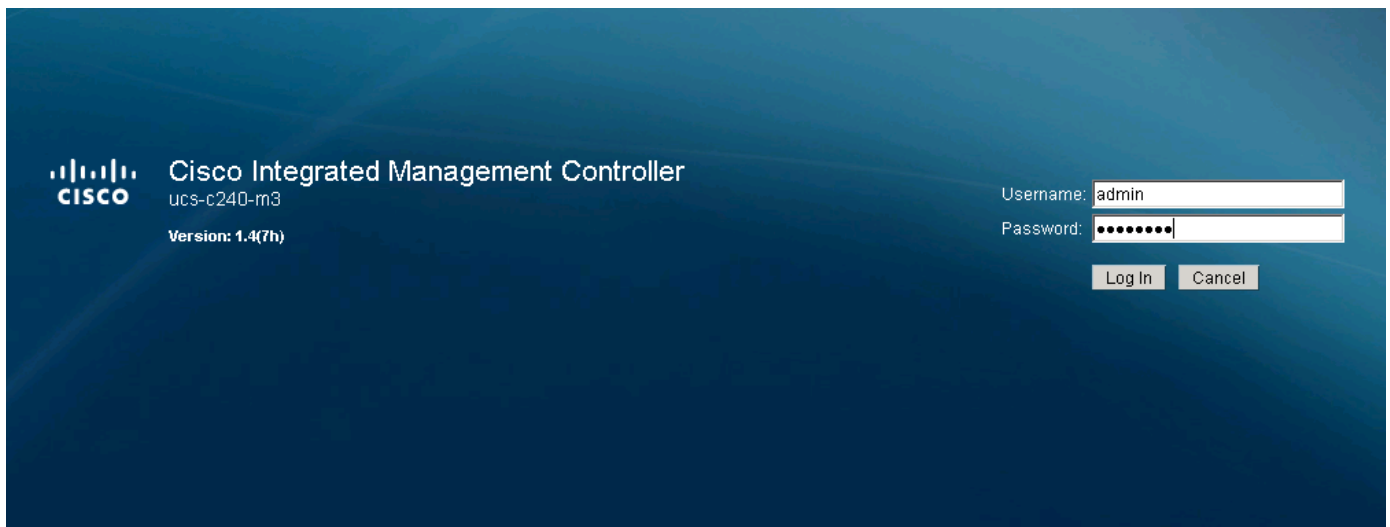 CISCO
Cisco Integrated Management Controller
ucs-c240-m3
Version: 1.4(7h)
Username: admin
Password: ••••••••
Log In Cancel